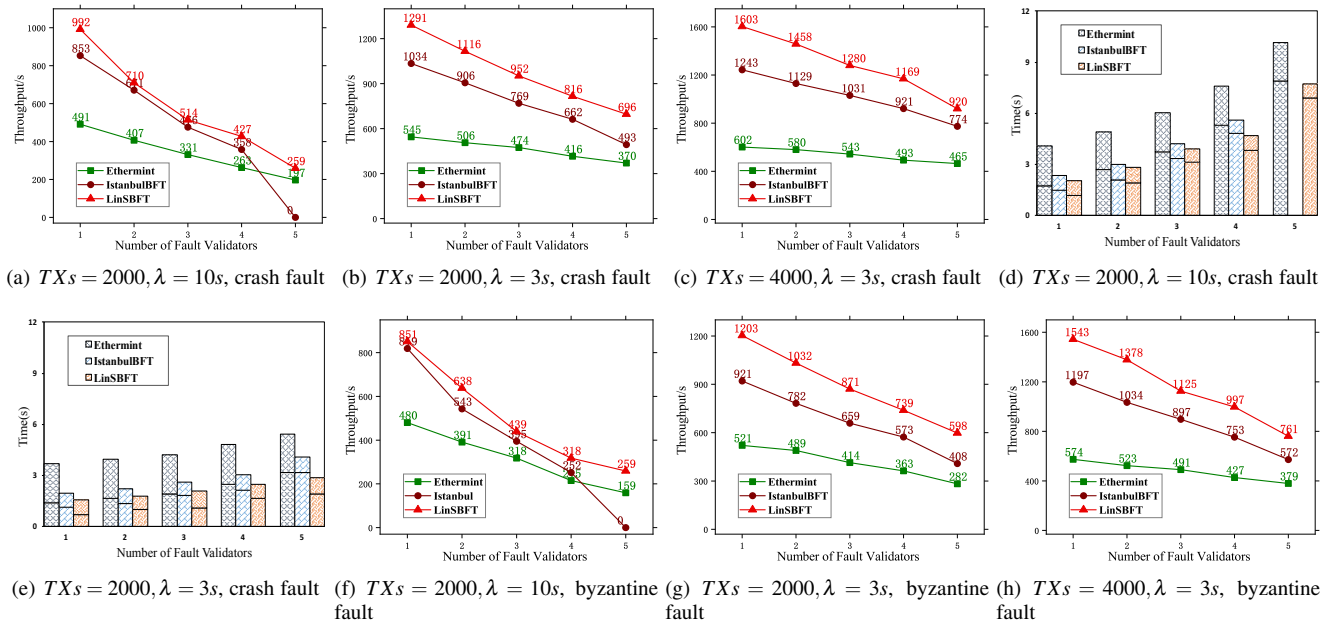 1000
800
600
400
200
0
Throughput/s
992
853
710
514
491
427
407
358
331
263
259
197
0
Ethermint
IstanbulBFT
LinSBFT
1 2 3 4 5
Number of Fault Validators
(a) TXs = 2000, λ = 10s, crash fault
1200
900
600
300
0
Throughput/s
1291
1116
1034
952
906
816
769
696
662
545
506
493
474
416
370
Ethermint
IstanbulBFT
LinSBFT
1 2 3 4 5
Number of Fault Validators
(b) TXs = 2000, λ = 3s, crash fault
1600
1200
800
400
0
Throughput/s
1603
1458
1280
1243
1169
1129
1031
921
920
774
602
580
543
493
465
Ethermint
IstanbulBFT
LinSBFT
1 2 3 4 5
Number of Fault Validators
(c) TXs = 4000, λ = 3s, crash fault
12
9
6
3
0
Time(s)
Ethermint
IstanbulBFT
LinSBFT
1 2 3 4 5
Number of Fault Validators
(d) TXs = 2000, λ = 10s, crash fault
12
9
6
3
0
Time(s)
Ethermint
IstanbulBFT
LinSBFT
1 2 3 4 5
Number of Fault Validators
(e) TXs = 2000, λ = 3s, crash fault
800
600
400
200
0
Throughput/s
851
638
543
480
439
391
318
318
259
252
159
0
Ethermint
Istanbul
LinSBFT
1 2 3 4 5
Number of Fault Validators
(f) TXs = 2000, λ = 10s, byzantine
fault
1200
900
600
300
0
Throughput/s
1203
1032
921
871
782
739
659
598
573
521
489
414
408
363
282
Ethermint
IstanbulBFT
LinSBFT
1 2 3 4 5
Number of Fault Validators
(g) TXs = 2000, λ = 3s, byzantine
fault
1600
1200
800
400
0
Throughput/s
1543
1378
1197
1125
1034
997
897
761
753
574
572
523
491
427
379
Ethermint
IstanbulBFT
LinSBFT
1 2 3 4 5
Number of Fault Validators
(h) TXs = 4000, λ = 3s, byzantine
fault